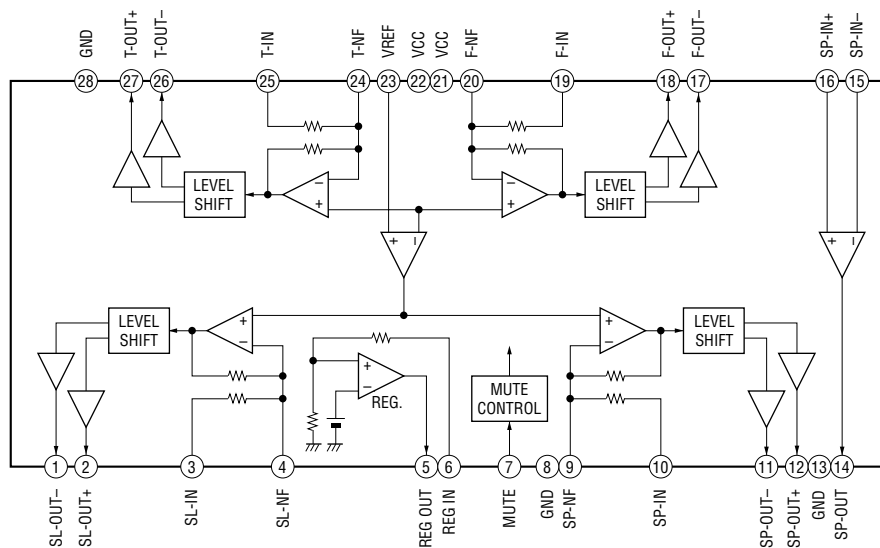 GND
T-OUT+
T-OUT−
T-IN
T-NF
VREF
VCC
VCC
F-NF
F-IN
F-OUT+
F-OUT−
SP-IN+
SP-IN−
28
27
26
25
24
23
22
21
20
19
18
17
16
15
LEVEL
SHIFT
−
+
−
+
LEVEL
SHIFT
+
−
+
−
LEVEL
SHIFT
+
−
+
−
REG.
MUTE
CONTROL
+
−
LEVEL
SHIFT
1
2
3
4
5
6
7
8
9
10
11
12
13
14
SL-OUT−
SL-OUT+
SL-IN
SL-NF
REG OUT
REG IN
MUTE
GND
SP-NF
SP-IN
SP-OUT−
SP-OUT+
GND
SP-OUT